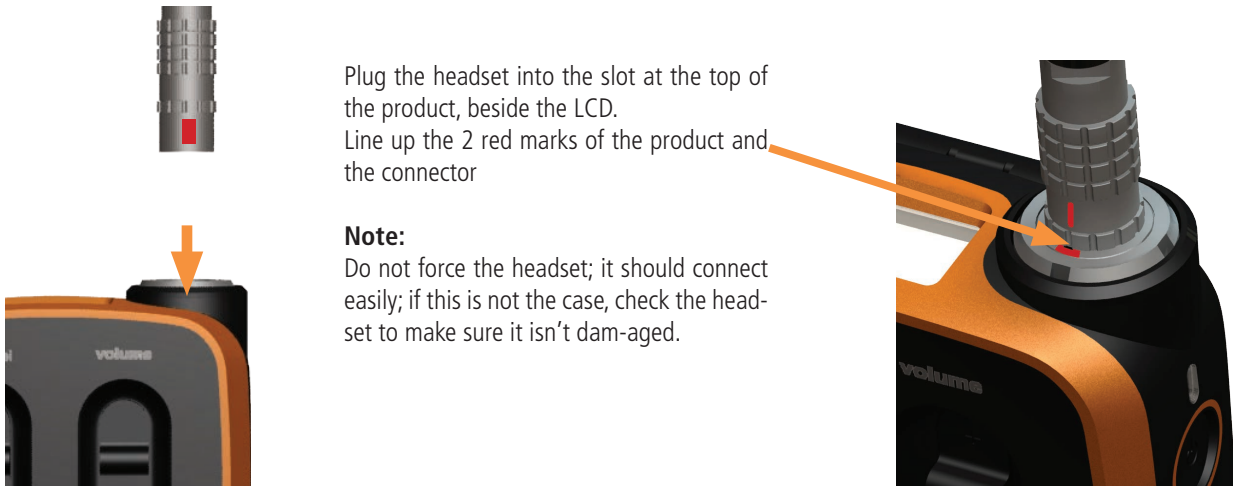 Plug the headset into the slot at the top of
the product, beside the LCD.
Line up the 2 red marks of the product and
the connector
Note:
Do not force the headset; it should connect
easily; if this is not the case, check the head-
set to make sure it isn’t dam-aged.
volume
volume